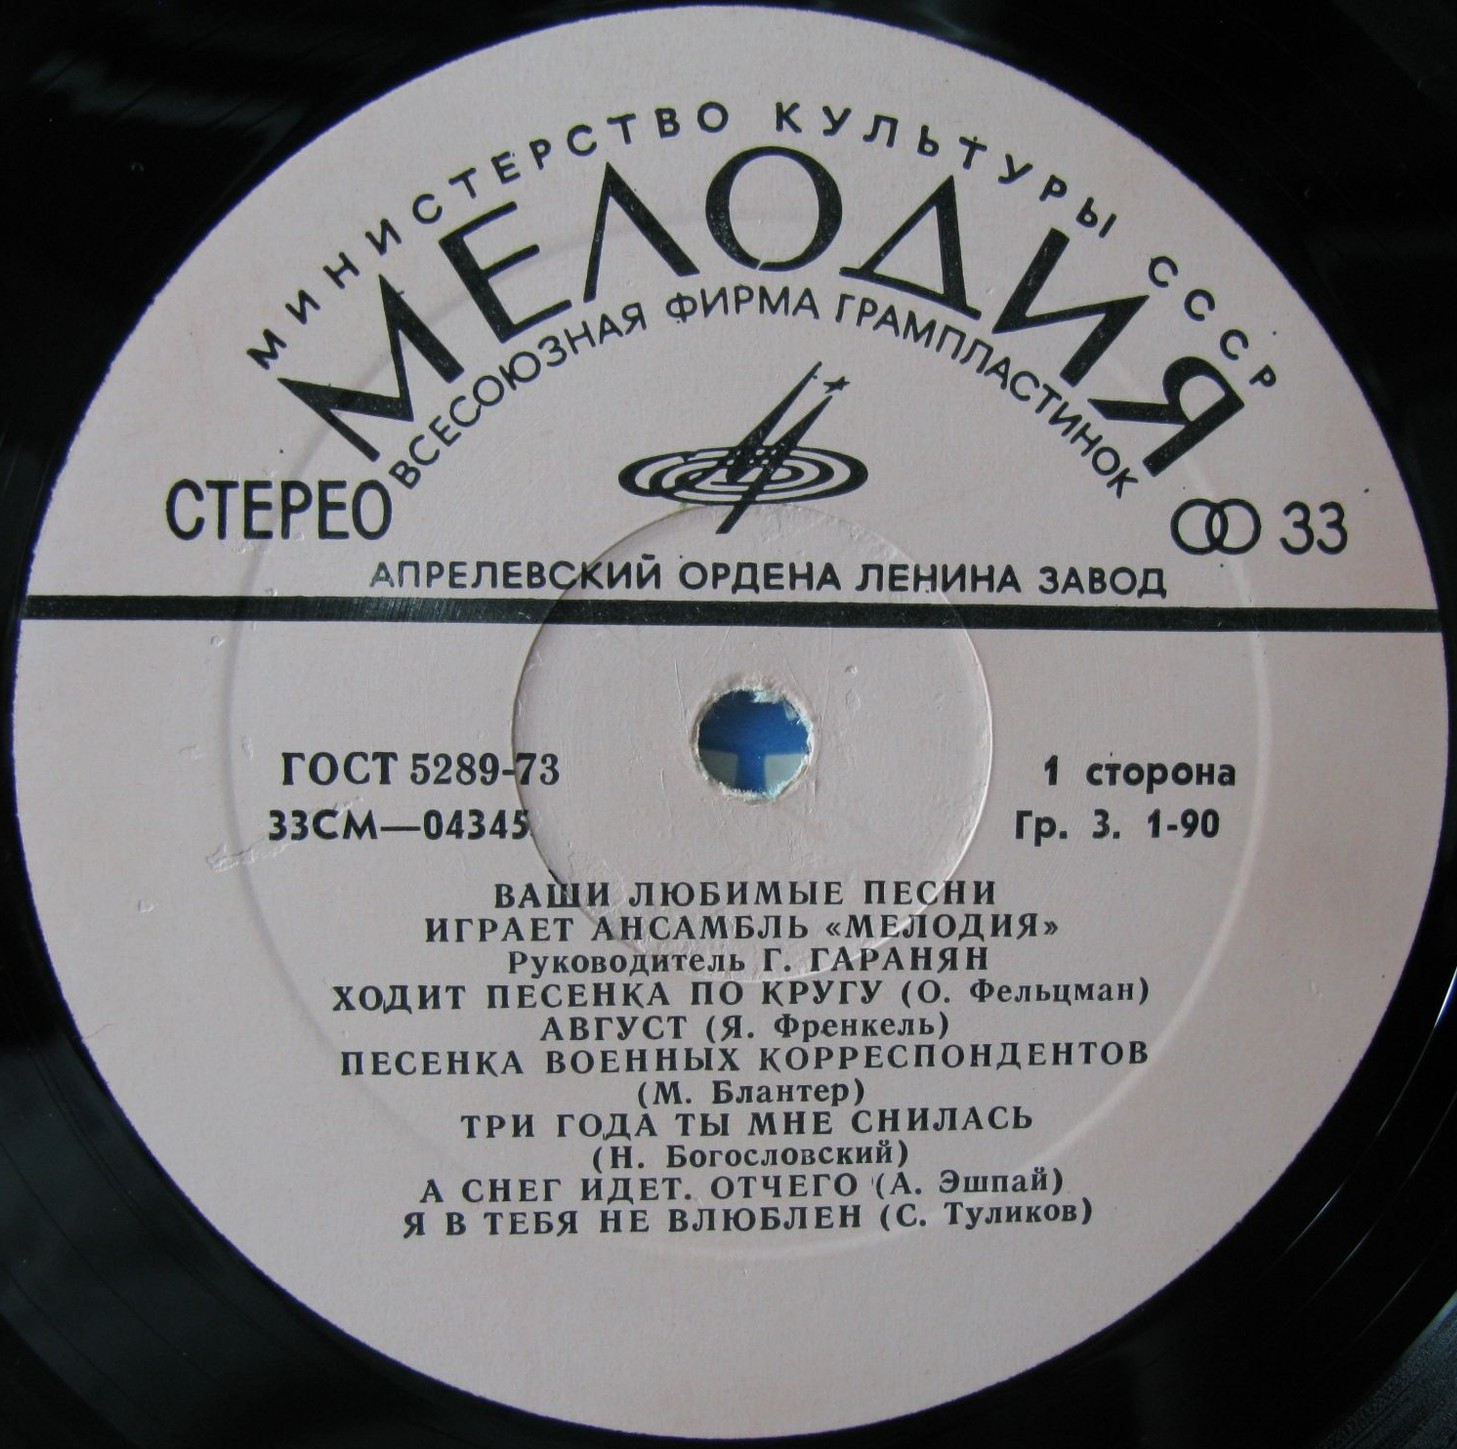 МИНИСТЕРСТВО КУЛЬТУРЫ СССР
МЕЛОДИЯ
ВСЕСОЮЗНАЯ ФИРМА ГРАМПЛАСТИНОК
СТЕРЕО
33
АПРЕЛЕВСКИЙ ОРДЕНА ЛЕНИНА ЗАВОД
ГОСТ 5289-73
1 сторона
33СМ—04345
Гр. 3. 1-90
ВАШИ ЛЮБИМЫЕ ПЕСНИ
ИГРАЕТ АНСАМБЛЬ «МЕЛОДИЯ»
Руководитель Г. ГАРАНЯН
ХОДИТ ПЕСЕНКА ПО КРУГУ (О. Фельцман)
АВГУСТ (Я. Френкель)
ПЕСЕНКА ВОЕННЫХ КОРРЕСПОНДЕНТОВ
(М. Блантер)
ТРИ ГОДА ТЫ МНЕ СНИЛАСЬ
(Н. Богословский)
А СНЕГ ИДЕТ. ОТЧЕГО (А. Эшпай)
Я В ТЕБЯ НЕ ВЛЮБЛЕН (С. Туликов)